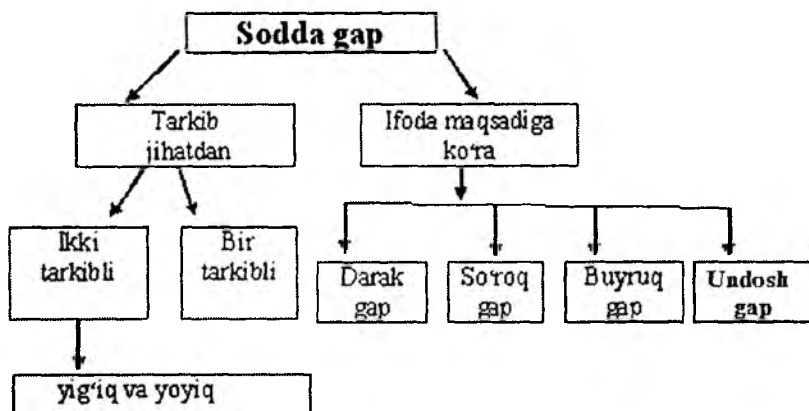 Sodda gap
Tarkib
jihatdan
Ifoda maqsadiga
ko‘ra
Ikki
tarkibli
Bir
tarkibli
Darak
gap
So‘roq
gap
Buyruq
gap
Undosh
gap
yig‘iq va yoyiq